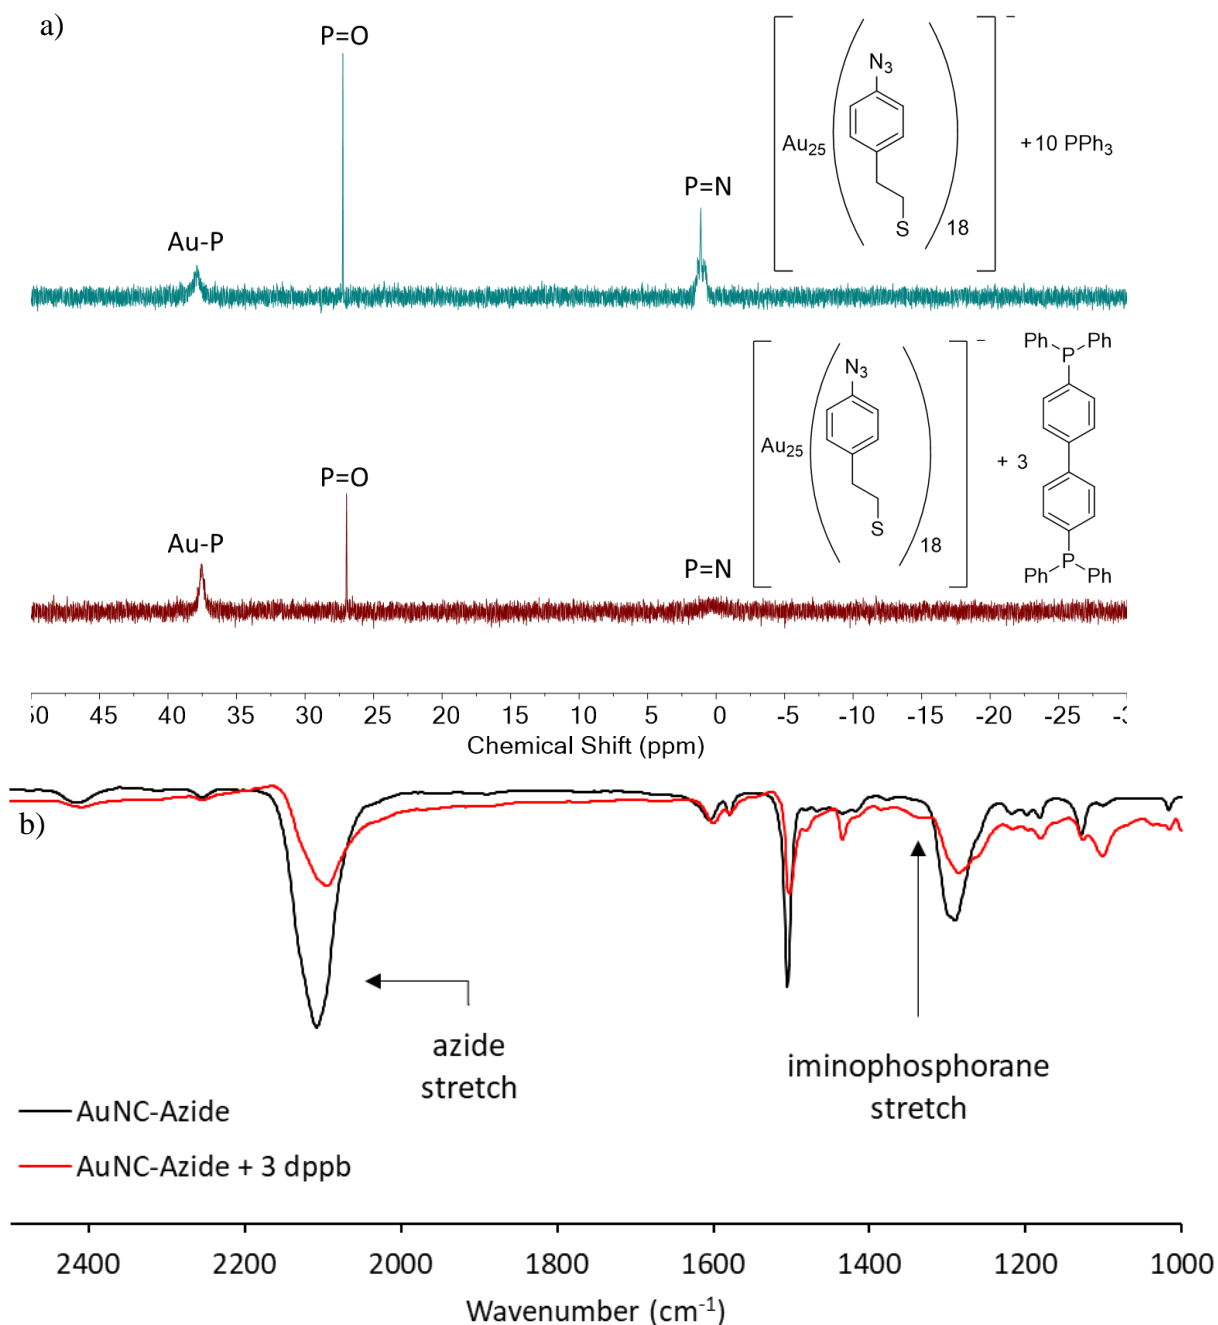 a)
P=O
Au-P
P=N
N₃
Au₂₅
S
18
−
+10 PPh₃
P=O
Au-P
P=N
N₃
Au₂₅
S
18
−
+ 3
Ph
P
Ph
Ph
P
Ph
50 45 40 35 30 25 20 15 10 5 0 -5 -10 -15 -20 -25
Chemical Shift (ppm)
b)
azide
stretch
iminophosphorane
stretch
AuNC-Azide
AuNC-Azide + 3 dppb
2400 2200 2000 1800 1600 1400 1200 1000
Wavenumber (cm⁻¹)